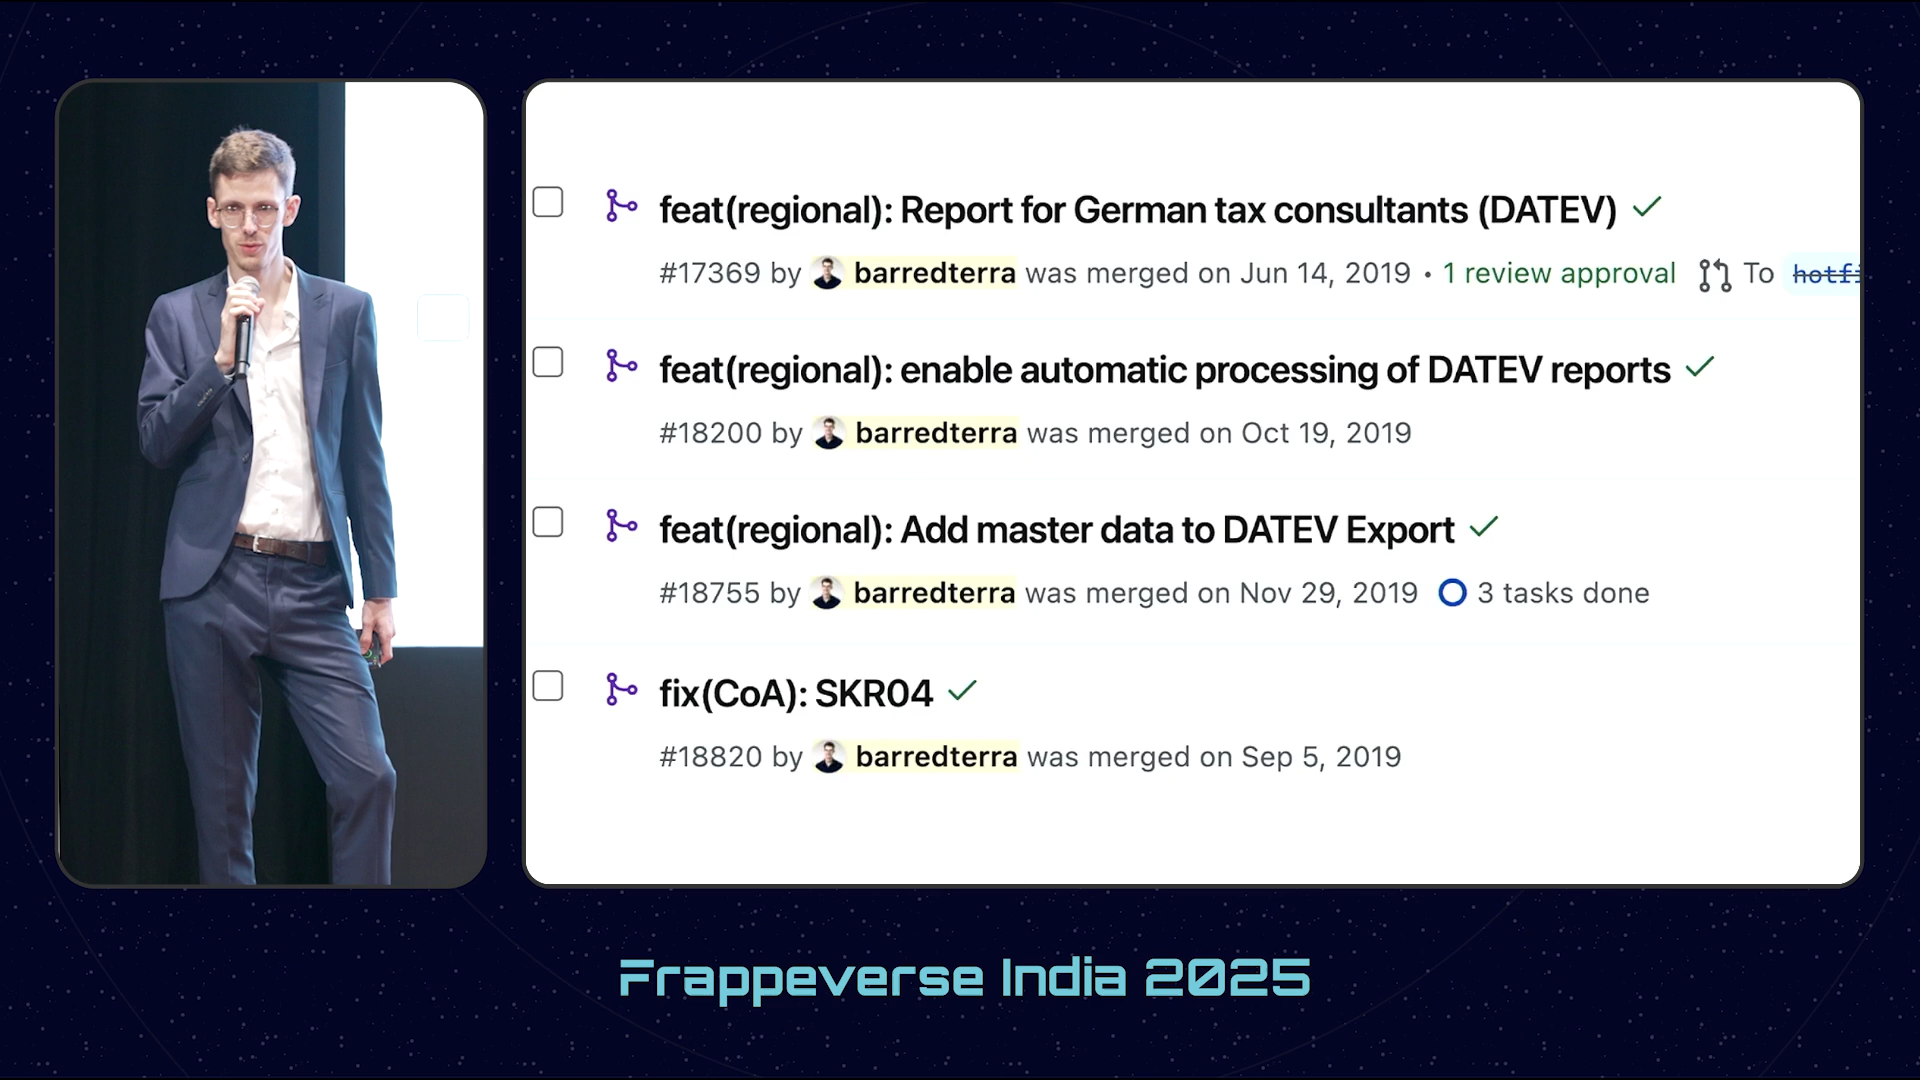 feat(regional): Report for German tax consultants (DATEV)
#17369 by barredterra was merged on Jun 14, 2019 • 1 review approval To
feat(regional): enable automatic processing of DATEV reports
#18200 by barredterra was merged on Oct 19, 2019
feat(regional): Add master data to DATEV Export
#18755 by barredterra was merged on Nov 29, 2019 3 tasks done
fix(CoA): SKR04
#18820 by barredterra was merged on Sep 5, 2019
Frappeverse India 2025